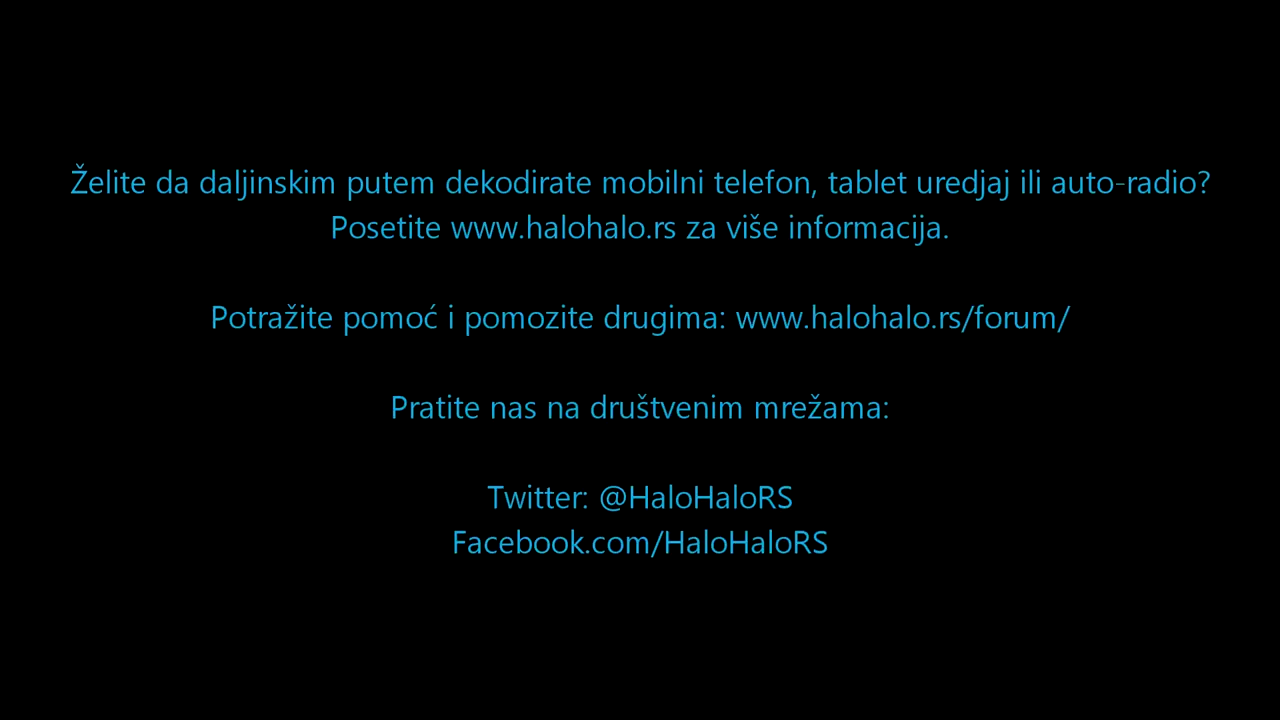 Želite da daljinskim putem dekodirate mobilni telefon, tablet uredjaj ili auto-radio?
Posetite www.halohalo.rs za više informacija.
Potražite pomoć i pomozite drugima: www.halohalo.rs/forum/
Pratite nas na društvenim mrežama:
Twitter: @HaloHaloRS
Facebook.com/HaloHaloRS